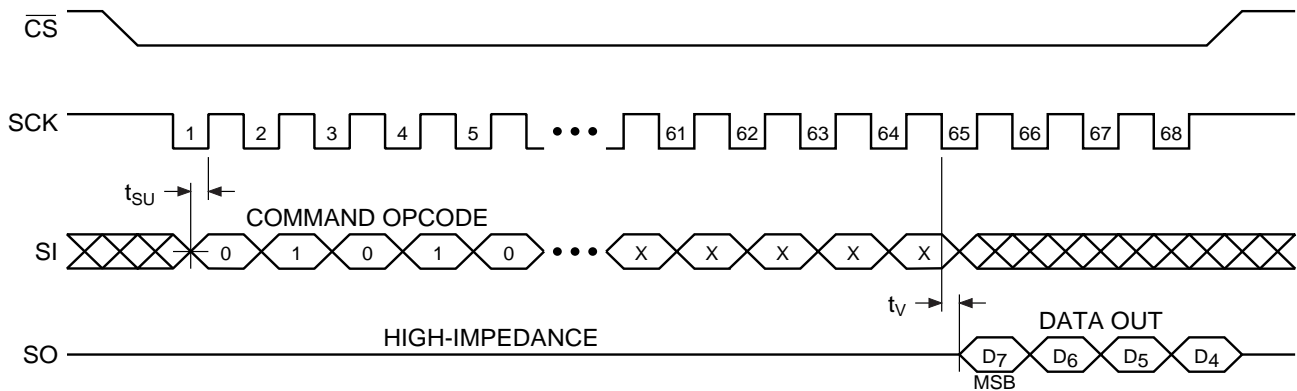 CS
SCK 1 2 3 4 5 ••• 61 62 63 64 65 66 67 68
tSU
COMMAND OPCODE
SI 0 1 0 1 0 ••• X X X X X
tV
HIGH-IMPEDANCE
DATA OUT
SO D7 D6 D5 D4
MSB